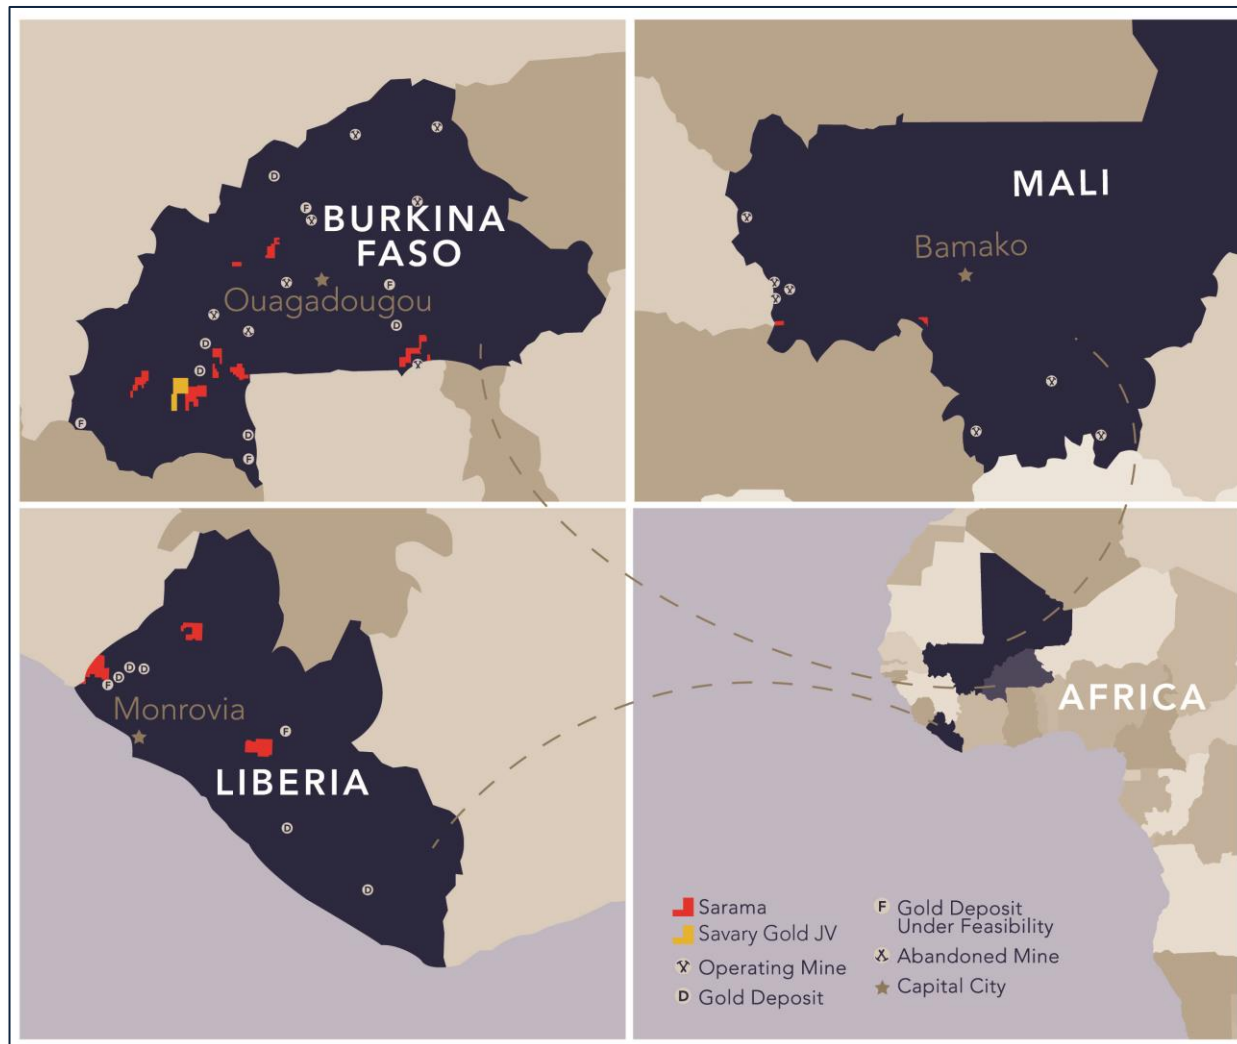 BURKINA
FASO
Ouagadougou
D
F
F
D
D
D
F
D
F
MALI
Bamako
Monrovia
LIBERIA
D
D
D
F
F
D
D
AFRICA
Sarama
Savary Gold JV
Operating Mine
D Gold Deposit
F Gold Deposit
Under Feasibility
Abandoned Mine
Capital City